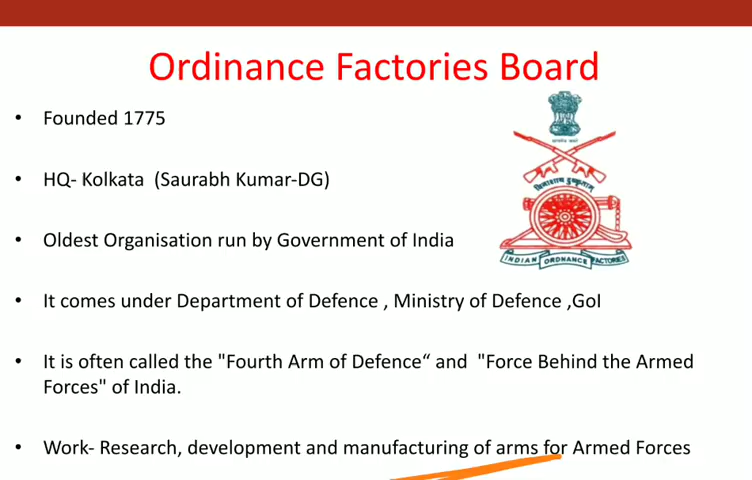 Ordinance Factories Board
• Founded 1775
• HQ- Kolkata (Saurabh Kumar-DG)
• Oldest Organisation run by Government of India
• It comes under Department of Defence , Ministry of Defence ,GoI
• It is often called the "Fourth Arm of Defence“ and "Force Behind the Armed
Forces" of India.
• Work- Research, development and manufacturing of arms for Armed Forces
INDIAN ORDNANCE FACTORIES